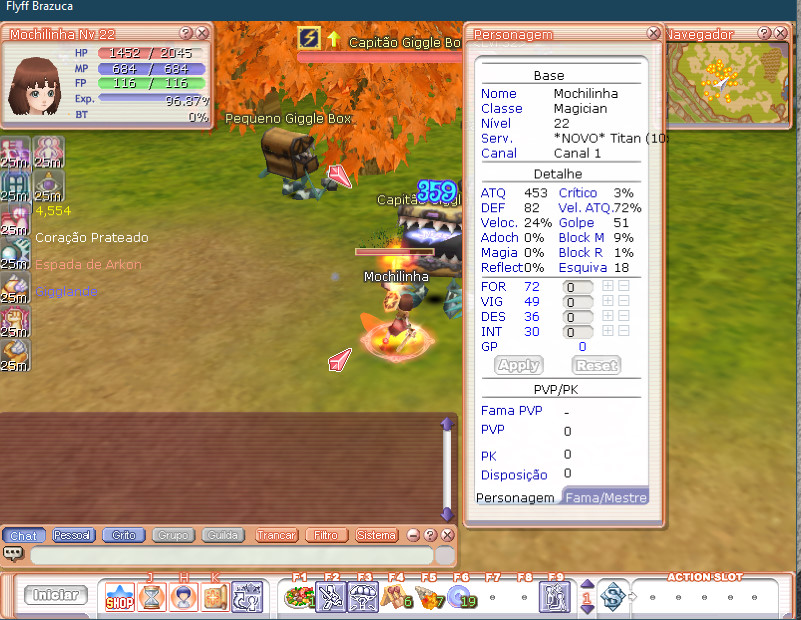 Flyff Brazuca
Mochilinha Nv 22
HP 1452 / 2045
MP 684 / 684
FP 116 / 116
Exp. 96.87%
BT 0%
Capitão Giggle Bo
Pequeno Giggle Box
359
Mochilinha
25m 25m
25m 25m
25m
25m
25m
25m
25m
4,554
Coração Prateado
Espada de Arkon
Personagem
Base
Nome Mochilinha
Classe Magician
Nível 22
Serv. *NOVO* Titan (10
Canal Canal 1
Detalhe
ATQ 453 Crítico 3%
DEF 82 Vel. ATQ. 72%
Veloc. 24% Golpe 51
Adoch 0% Block M 9%
Magia 0% Block R 1%
Reflect 0% Esquiva 18
FOR 72 0
VIG 49 0
DES 36 0
INT 30 0
GP 0
Apply Reset
PVP/PK
Fama PVP -
PVP 0
PK 0
Disposição 0
Personagem Fama/Mestre
Navegador
Chat Pessoal Grito Grupo Guilda Trancar Filtro Sistema
Iniciar
SHOP
J H K
F1 F2 F3 F4 F5 F6 F7 F8 F9
6 7 19
1
ACTION-SLOT